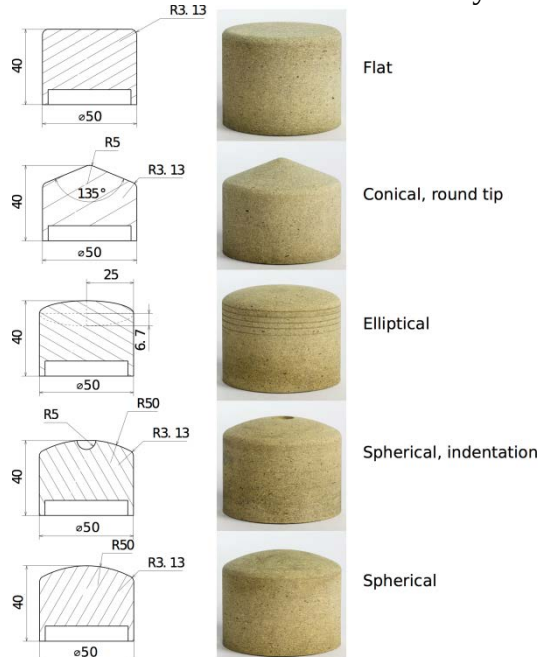 y
R3. 13
40
Flat
⌀50
R5
R3. 13
40
135°
Conical, round tip
⌀50
25
40
6.7
Elliptical
⌀50
R50
R5
R3. 13
40
Spherical, indentation
⌀50
R50
R3. 13
40
Spherical
⌀50